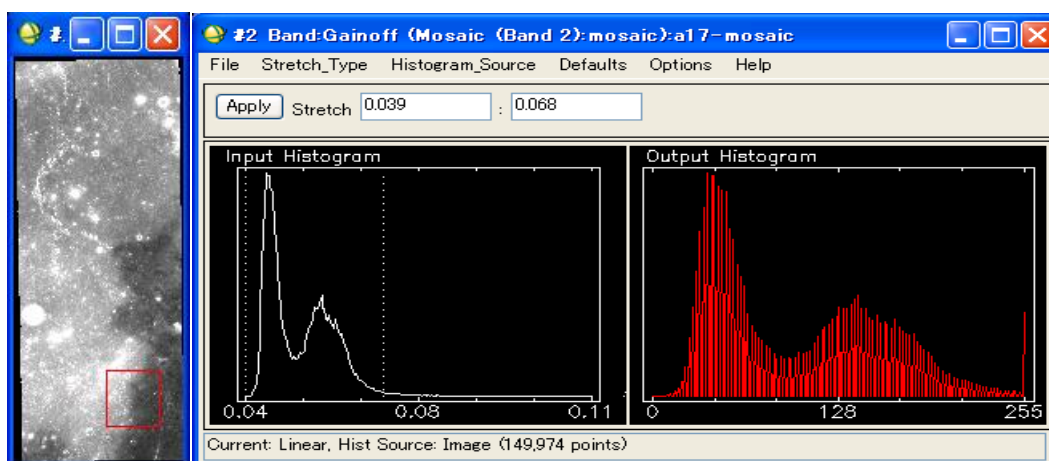 #.
#2 Band:Gainoff (Mosaic (Band 2):mosaic):a17-mosaic
File Stretch_Type Histogram_Source Defaults Options Help
Apply Stretch 0.039 : 0.068
Input Histogram
0.04 0.08 0.11
Output Histogram
0 128 255
Current: Linear, Hist Source: Image (149,974 points)